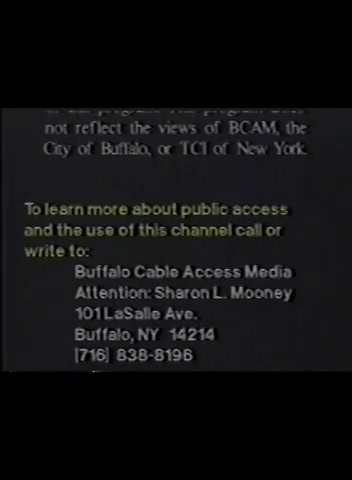 not reflect the views of BCAM, the
City of Buffalo, or TCI of New York.
To learn more about public access
and the use of this channel call or
write to:
Buffalo Cable Access Media
Attention: Sharon L. Mooney
101 LaSalle Ave.
Buffalo, NY 14214
[716] 838-8196